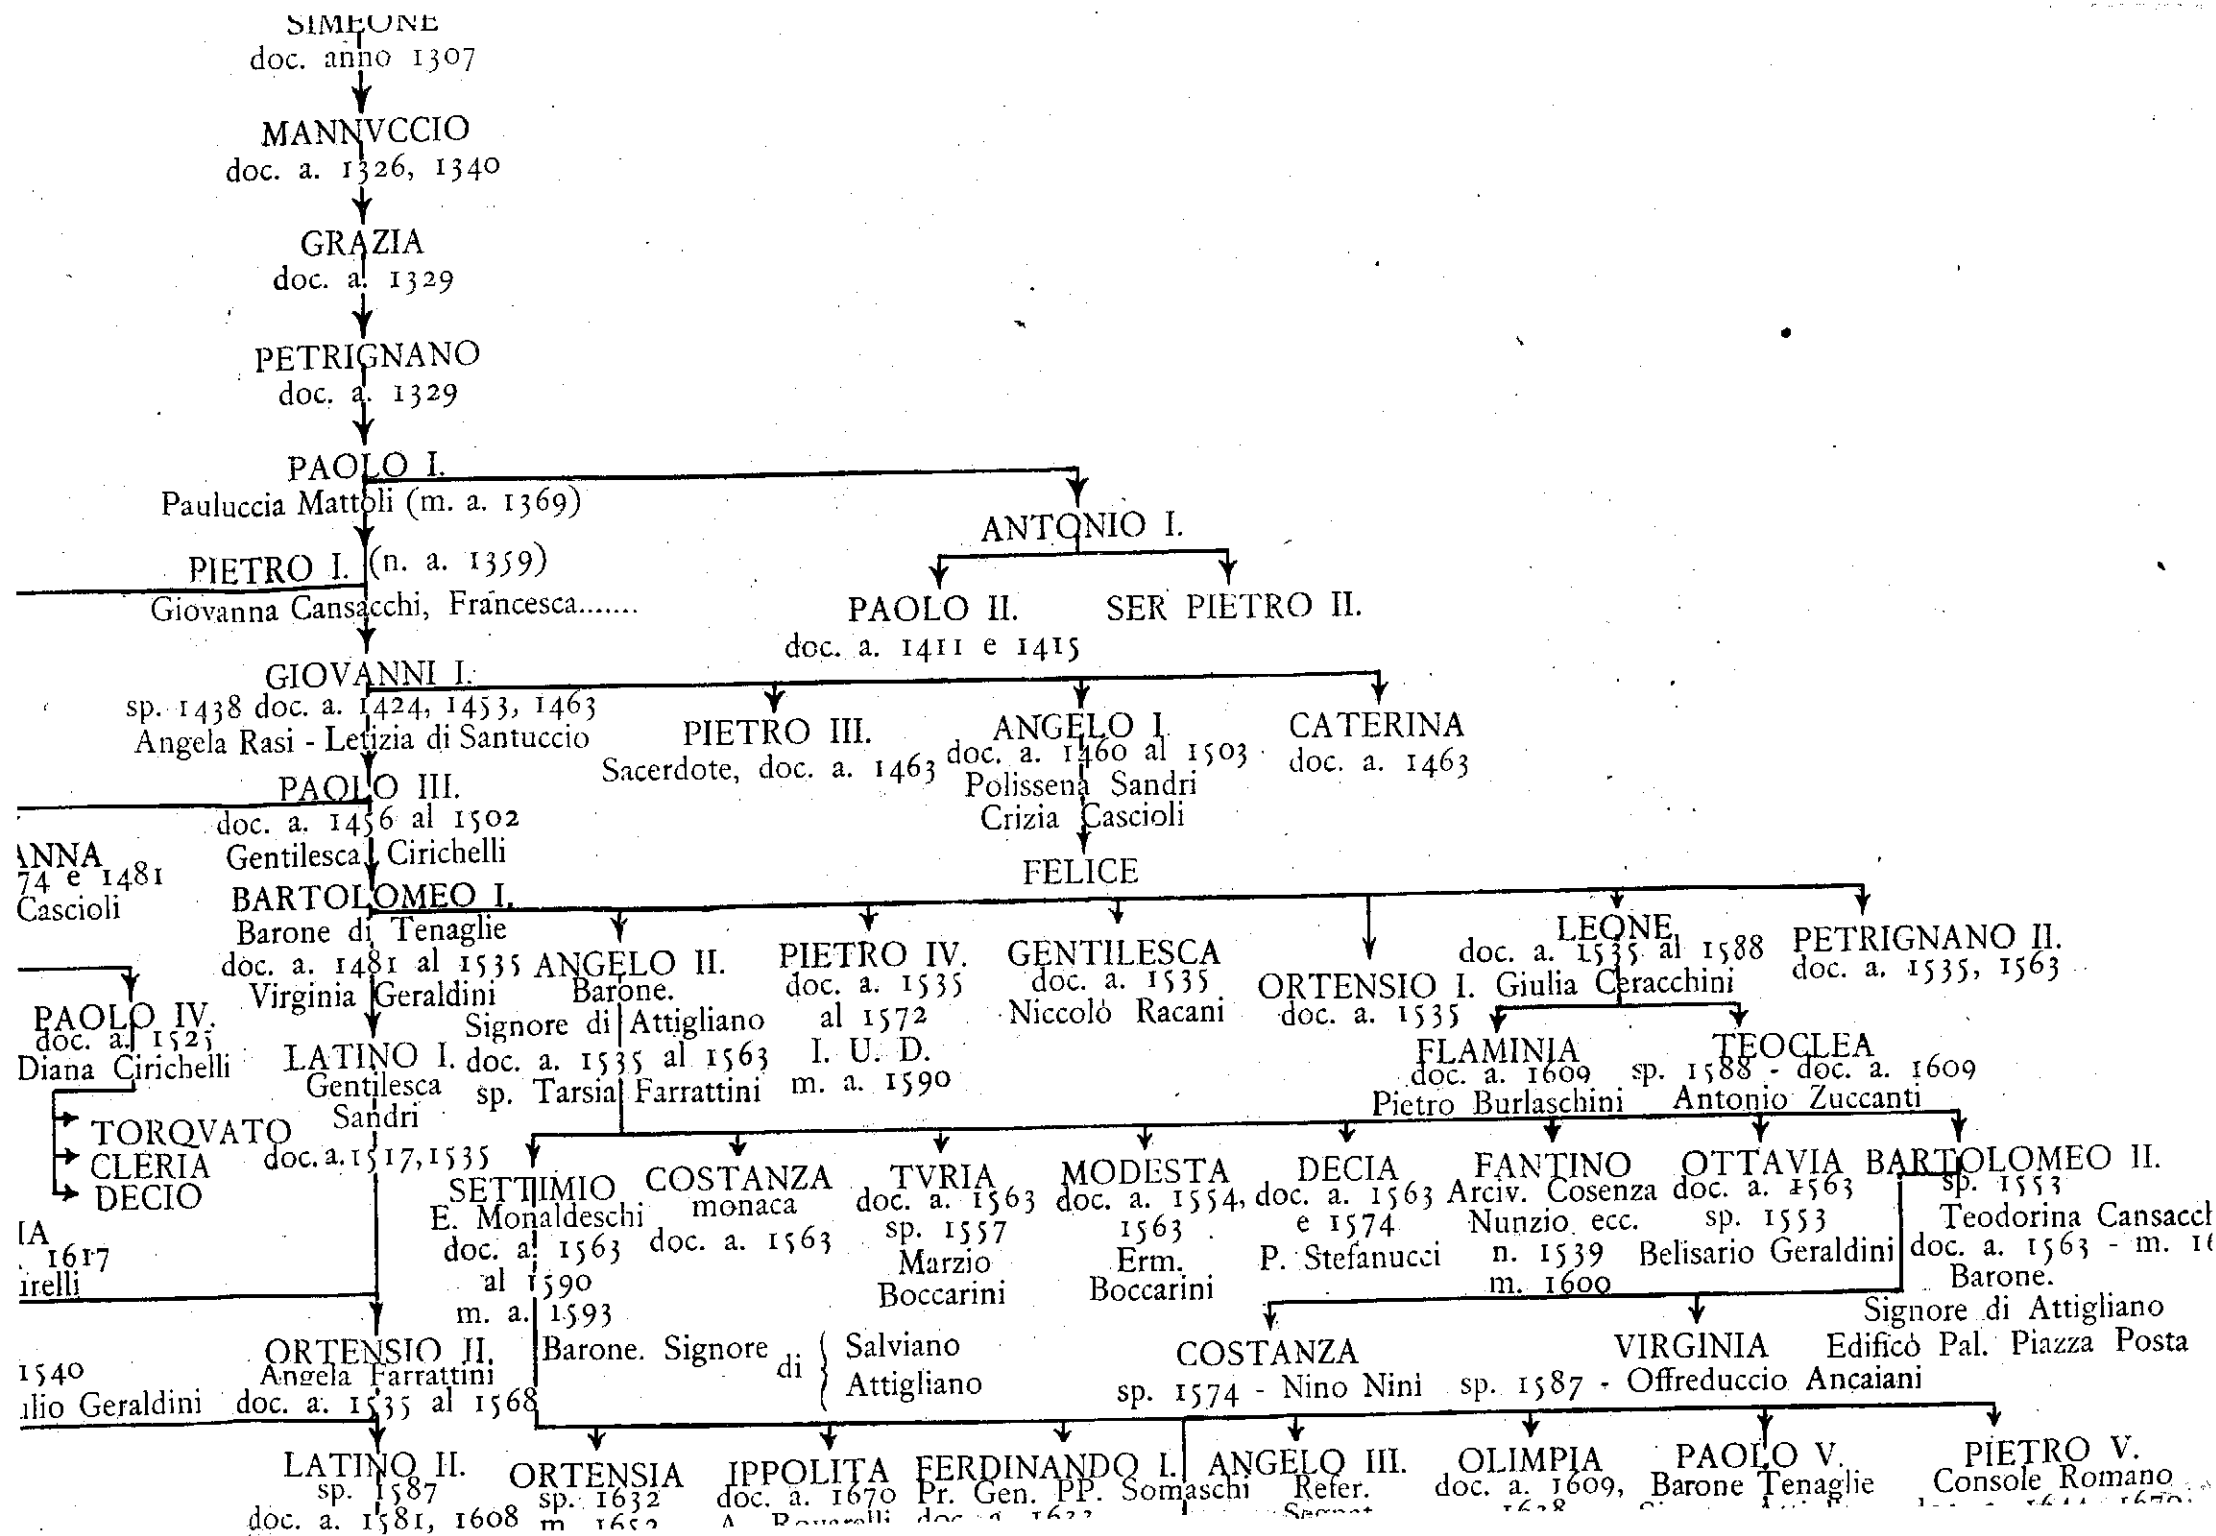 SIMEONE
doc. anno 1307
MANNVCCIO
doc. a. 1326, 1340
GRAZIA
doc. a. 1329
PETRIGNANO
doc. a. 1329
PAOLO I.
Pauluccia Mattoli (m. a. 1369)
ANTONIO I.
PIETRO I. (n. a. 1359)
Giovanna Cansacchi, Francesca.......
PAOLO II.
doc. a. 1411 e 1415
SER PIETRO II.
GIOVANNI I.
sp. 1438 doc. a. 1424, 1453, 1463
Angela Rasi - Letizia di Santuccio
PIETRO III.
Sacerdote, doc. a. 1463
ANGELO I.
doc. a. 1460 al 1503
Polissena Sandri
Crizia Cascioli
CATERINA
doc. a. 1463
PAOLO III.
doc. a. 1456 al 1502
Gentilesca Cirichelli
ANNA
74 e 1481
Cascioli
FELICE
BARTOLOMEO I.
Barone di Tenaglie
doc. a. 1481 al 1535
Virginia Geraldini
ANGELO II.
Barone.
Signore di Attigliano
doc. a. 1535 al 1563
sp. Tarsia Farrattini
PIETRO IV.
doc. a. 1535
al 1572
I. U. D.
m. a. 1590
GENTILESCA
doc. a. 1535
Niccolò Racani
ORTENSIO I.
doc. a. 1535
LEONE
doc. a. 1535 al 1588
Giulia Ceracchini
PETRIGNANO II.
doc. a. 1535, 1563
PAOLO IV.
doc. a. 1525
Diana Cirichelli
TORQVATO
CLERIA
DECIO
LATINO I.
Gentilesca
Sandri
doc. a. 1517, 1535
FLAMINIA
doc. a. 1609
Pietro Burlaschini
TEOCLEA
sp. 1588 - doc. a. 1609
Antonio Zuccanti
IA
1617
irelli
SETTIMIO
E. Monaldeschi
doc. a. 1563
al 1590
m. a. 1593
Barone. Signore di { Salviano
Attigliano
COSTANZA
monaca
doc. a. 1563
TVRIA
doc. a. 1563
sp. 1557
Marzio
Boccarini
MODESTA
doc. a. 1554,
1563
Erm.
Boccarini
DECIA
doc. a. 1563
e 1574
P. Stefanucci
FANTINO
Arciv. Cosenza
Nunzio ecc.
n. 1539
m. 1600
OTTAVIA
doc. a. 1563
sp. 1553
Belisario Geraldini
BARTOLOMEO II.
sp. 1553
Teodorina Cansacch
doc. a. 1563 - m. 16
Barone.
Signore di Attigliano
Edificò Pal. Piazza Posta
COSTANZA
sp. 1574 - Nino Nini
VIRGINIA
sp. 1587 - Offreduccio Ancaiani
1540
ilio Geraldini
ORTENSIO II.
Angela Farrattini
doc. a. 1535 al 1568
LATINO II.
sp. 1587
doc. a. 1581, 1608
ORTENSIA
sp. 1632
m. 1652
IPPOLITA
doc. a. 1670
FERDINANDO I.
Pr. Gen. PP. Somaschi
ANGELO III.
Refer.
OLIMPIA
doc. a. 1609,
PAOLO V.
Barone Tenaglie
PIETRO V.
Console Romano